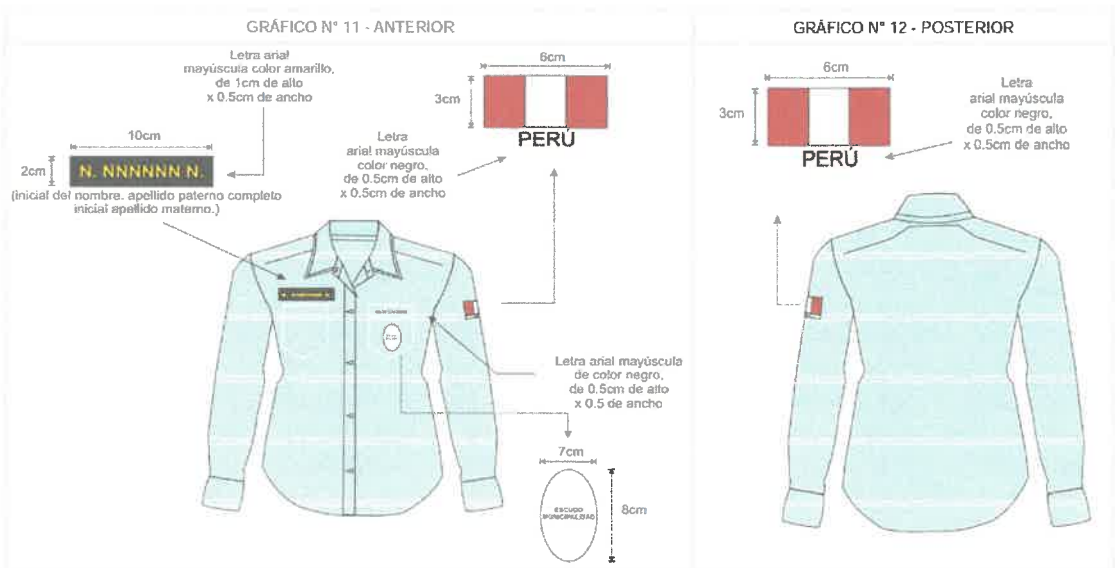 GRÁFICO N° 11 - ANTERIOR
Letra arial
mayúscula color amarillo,
de 1cm de alto
x 0.5cm de ancho
10cm
2cm
N. NNNNNN N.
(inicial del nombre. apellido paterno completo
inicial apellido materno.)
6cm
3cm
PERÚ
Letra
arial mayúscula
color negro,
de 0.5cm de alto
x 0.5cm de ancho
Letra arial mayúscula
de color negro,
de 0.5cm de alto
x 0.5 de ancho
7cm
8cm
ESCUDO
MUNICIPALIDAD
GRÁFICO N° 12 - POSTERIOR
6cm
3cm
PERÚ
Letra
arial mayúscula
color negro,
de 0.5cm de alto
x 0.5cm de ancho